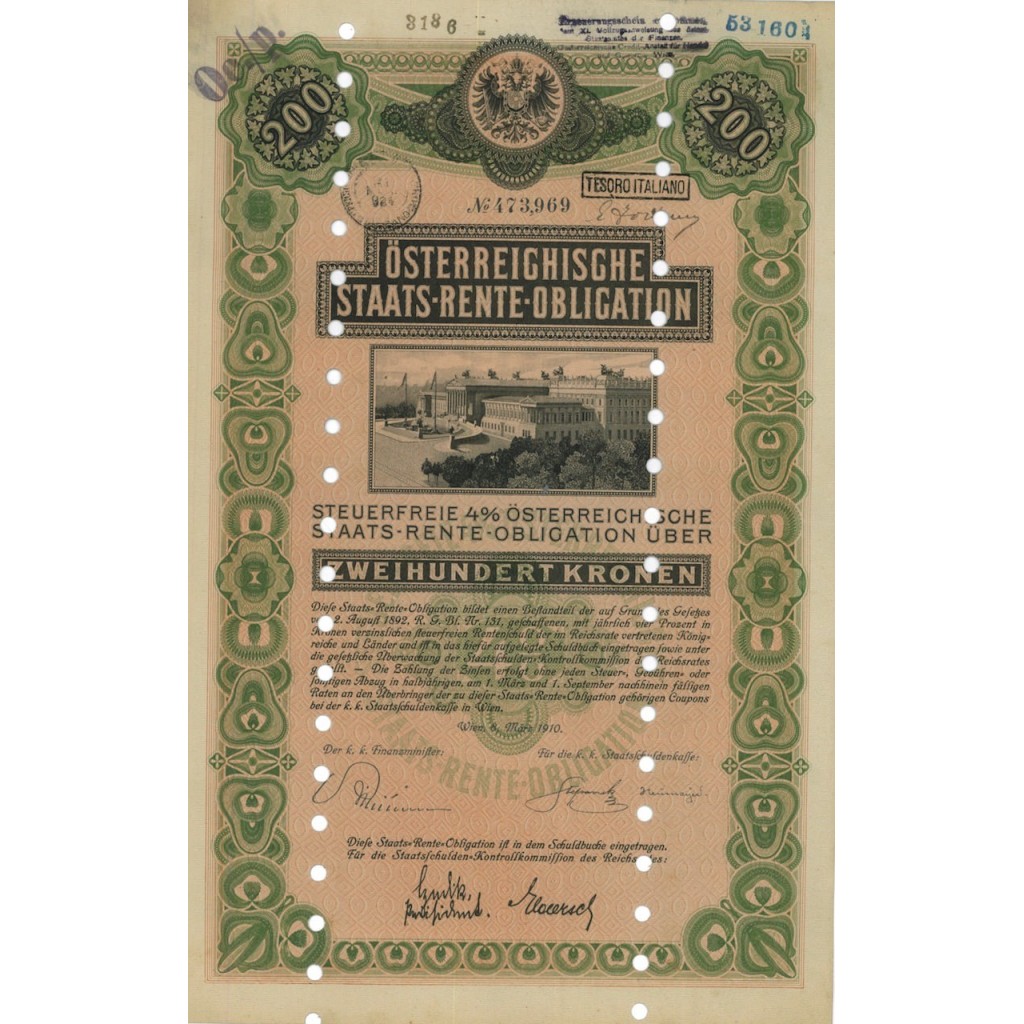 3186
53160
200
200
TESORO ITALIANO
№ 473,969
ÖSTERREICHISCHE
STAATS-RENTE-OBLIGATION
STEUERFREIE 4% ÖSTERREICHISCHE
STAATS-RENTE-OBLIGATION ÜBER
ZWEIHUNDERT KRONEN
Diese Staats-Rente-Obligation bildet einen Bestandteil der auf Grund des Gesetzes
vom 2. August 1892, R. G. Bl. Nr. 131, geschaffenen, mit jährlich vier Prozent in
Kronen verzinslichen steuerfreien Rentenschuld der im Reichsrate vertretenen König-
reiche und Länder und ist in das hiefür aufgelegte Schuldbuch eingetragen sowie unter
die gesetzliche Überwachung der Staatsschulden-Kontrollkommission des Reichsrates
gestellt. — Die Zahlung der Zinsen erfolgt ohne jeden Steuer-, Gebühren- oder
sonstigen Abzug in halbjährigen, am 1. März und 1. September nachhinein fälligen
Raten an den Überbringer der zu dieser Staats-Rente-Obligation gehörigen Coupons
bei der k. k. Staatsschuldenkasse in Wien.
Wien, 6. März 1910.
Der k. k. Finanzminister:
Für die k. k. Staatsschuldenkasse:
STAATS-RENTE-OBLIGATION
Diese Staats-Rente-Obligation ist in dem Schuldbuche eingetragen.
Für die Staatsschulden-Kontrollkommission des Reichsrates:
Präsident.